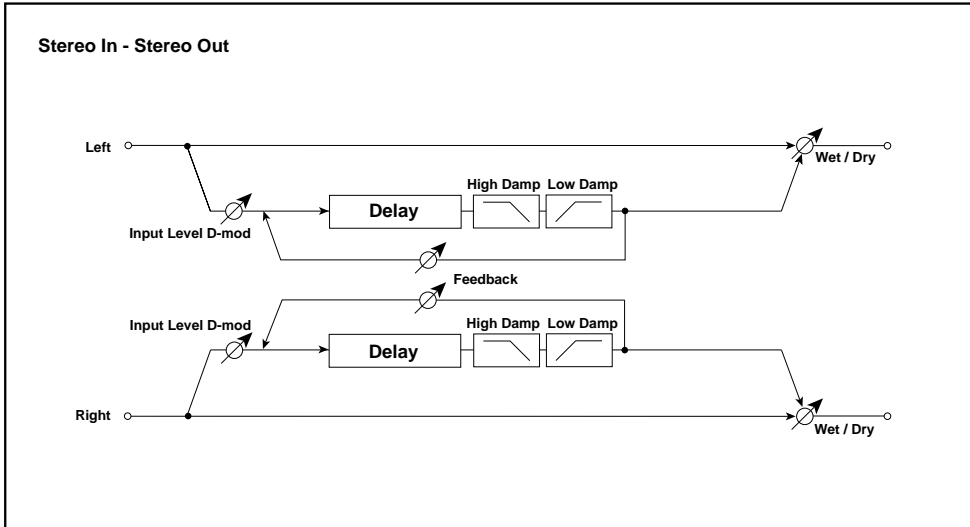 Stereo In - Stereo Out
Left
Wet / Dry
High Damp
Low Damp
Delay
Input Level D-mod
Feedback
Input Level D-mod
High Damp
Low Damp
Delay
Right
Wet / Dry